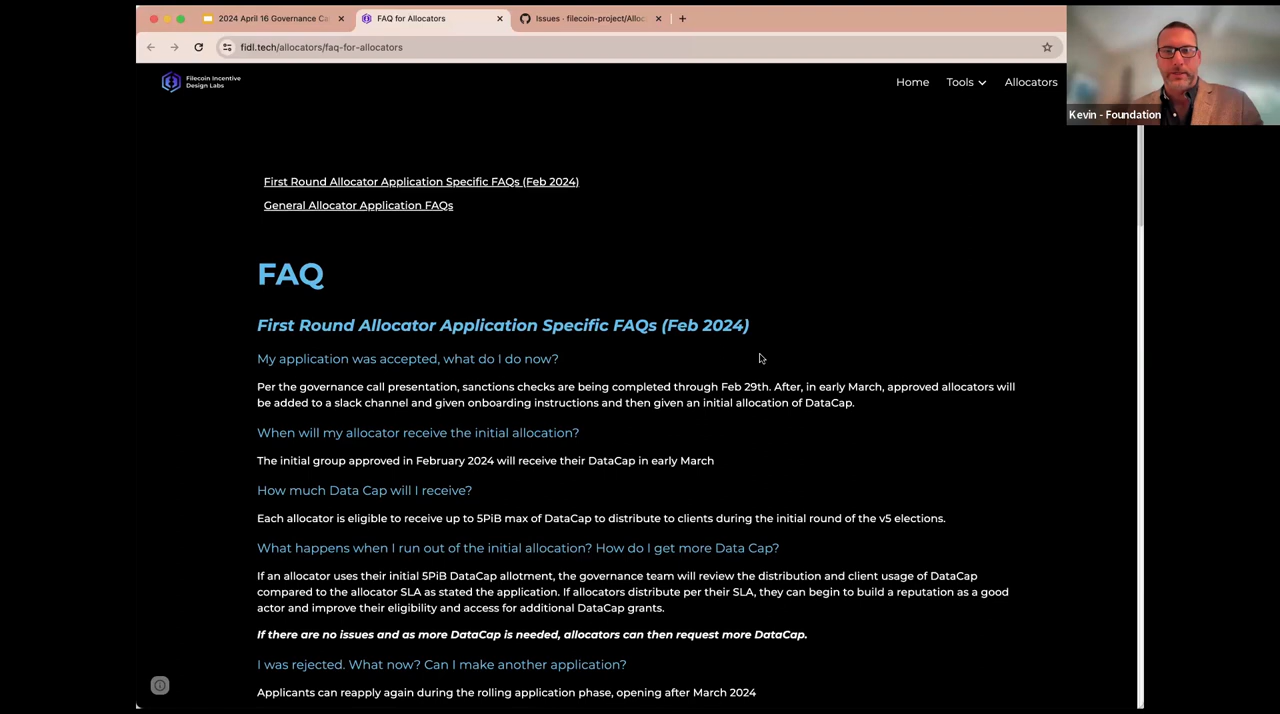 2024 April 16 Governance Ca
FAQ for Allocators
Issues · filecoin-project/Alloc
fidl.tech/allocators/faq-for-allocators
Filecoin Incentive
Design Labs
Home
Tools
Allocators
Kevin - Foundation
First Round Allocator Application Specific FAQs (Feb 2024)
General Allocator Application FAQs
FAQ
First Round Allocator Application Specific FAQs (Feb 2024)
My application was accepted, what do I do now?
Per the governance call presentation, sanctions checks are being completed through Feb 29th. After, in early March, approved allocators will
be added to a slack channel and given onboarding instructions and then given an initial allocation of DataCap.
When will my allocator receive the initial allocation?
The initial group approved in February 2024 will receive their DataCap in early March
How much Data Cap will I receive?
Each allocator is eligible to receive up to 5PiB max of DataCap to distribute to clients during the initial round of the v5 elections.
What happens when I run out of the initial allocation? How do I get more Data Cap?
If an allocator uses their initial 5PiB DataCap allotment, the governance team will review the distribution and client usage of DataCap
compared to the allocator SLA as stated the application. If allocators distribute per their SLA, they can begin to build a reputation as a good
actor and improve their eligibility and access for additional DataCap grants.
If there are no issues and as more DataCap is needed, allocators can then request more DataCap.
I was rejected. What now? Can I make another application?
Applicants can reapply again during the rolling application phase, opening after March 2024